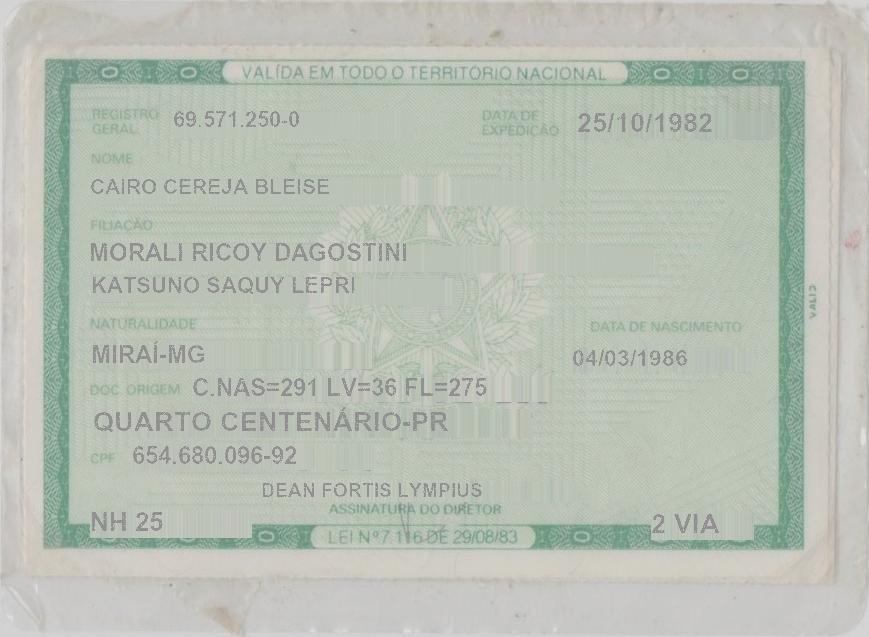 VALÍDA EM TODO O TERRITÓRIO NACIONAL
REGISTRO GERAL 69.571.250-0 DATA DE EXPEDIÇÃO 25/10/1982
NOME
CAIRO CEREJA BLEISE
FILIAÇÃO
MORALI RICOY DAGOSTINI
KATSUNO SAQUY LEPRI
NATURALIDADE DATA DE NASCIMENTO
MIRAÍ-MG 04/03/1986
DOC. ORIGEM C.NAS=291 LV=36 FL=275
QUARTO CENTENÁRIO-PR
CPF 654.680.096-92
DEAN FORTIS LYMPIUS
ASSINATURA DO DIRETOR
NH 25 2 VIA
LEI Nº 7.116 DE 29/08/83
VALID